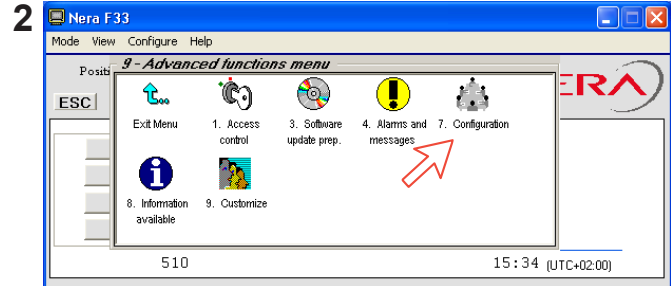 2
Nera F33
Mode View Configure Help
9 - Advanced functions menu
Positi
ERA
ESC
Exit Menu
1. Access control
3. Software update prep.
4. Alarms and messages
7. Configuration
8. Information available
9. Customize
510
15:34 (UTC+02:00)